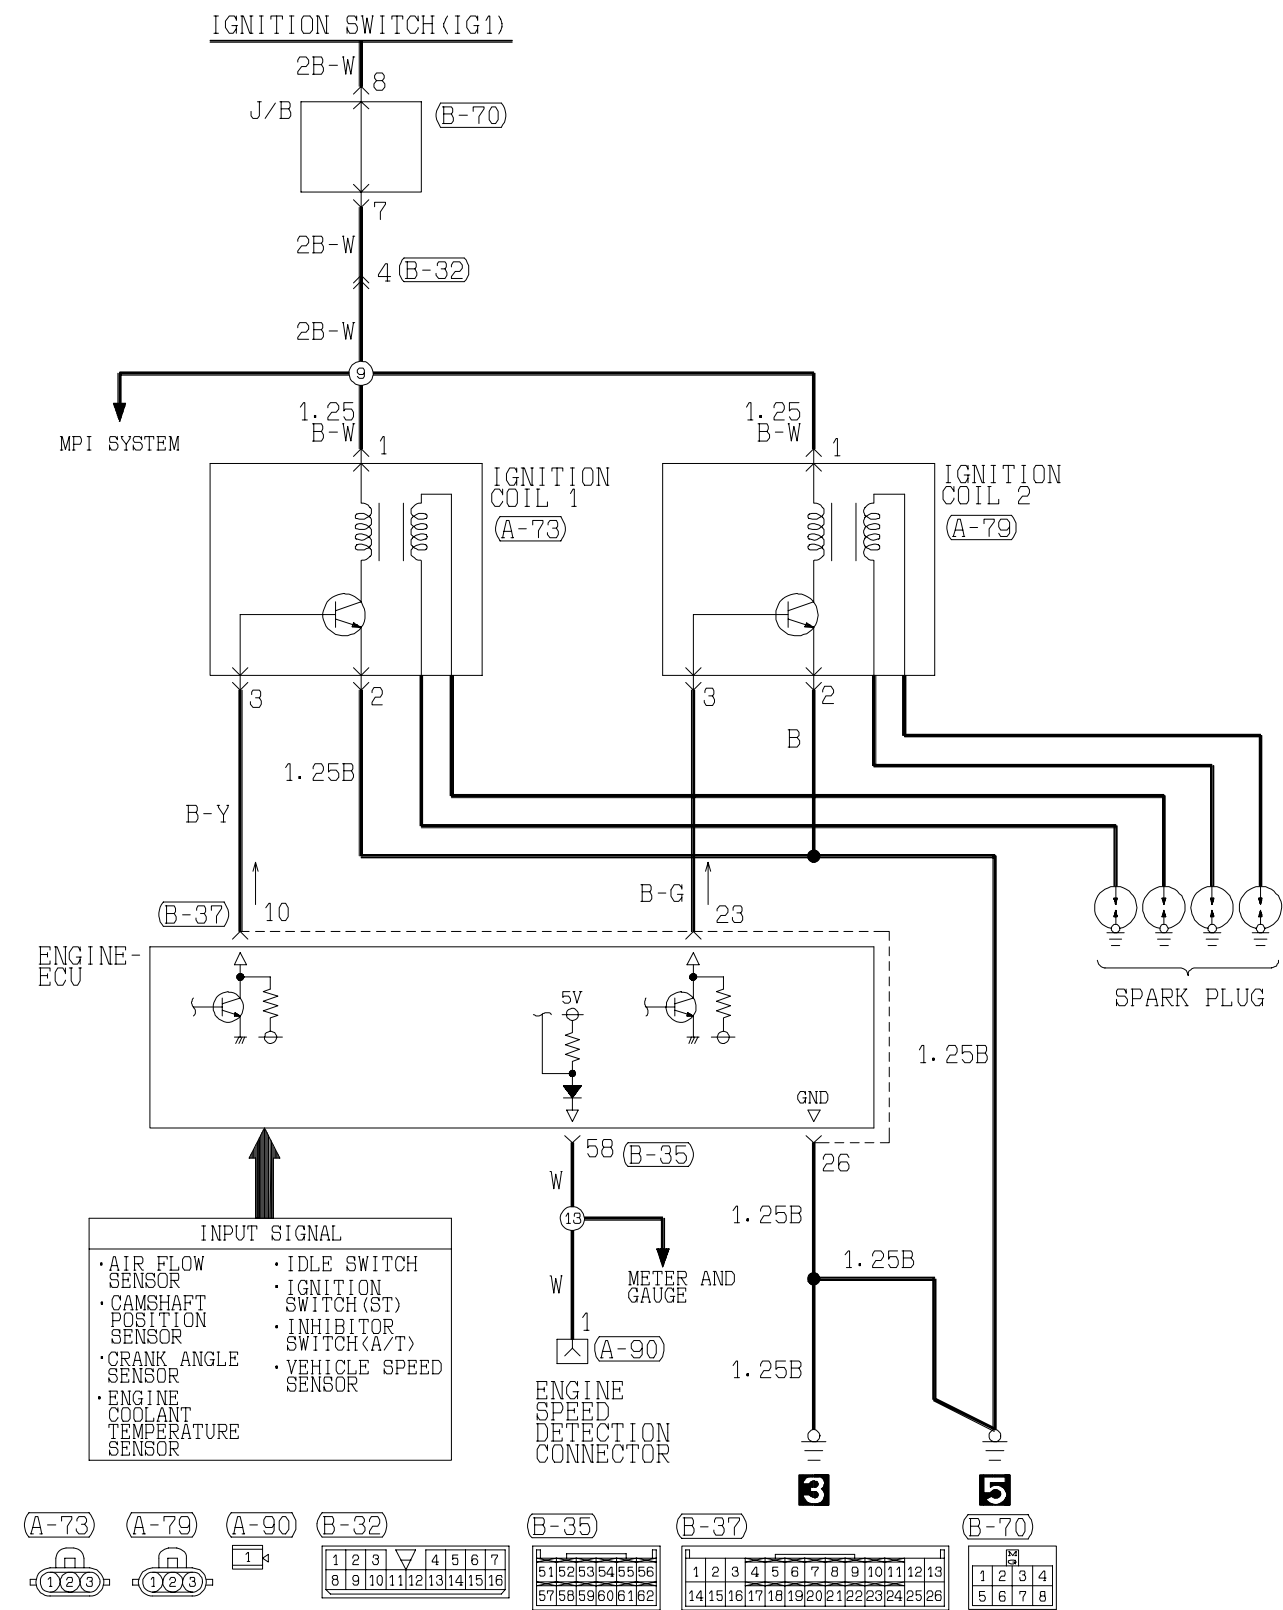 IGNITION SWITCH(IG1)
2B-W
8
J/B
B-70
7
2B-W
4
B-32
2B-W
9
1.25
B-W
1
1.25
B-W
1
MPI SYSTEM
IGNITION
COIL 1
A-73
IGNITION
COIL 2
A-79
3
2
3
2
B
1.25B
B-Y
B-G
B-37
10
23
ENGINE-
ECU
SPARK PLUG
5V
1.25B
GND
58
B-35
26
W
13
1.25B
1.25B
METER AND
GAUGE
W
1
A-90
1.25B
ENGINE
SPEED
DETECTION
CONNECTOR
INPUT SIGNAL
·AIR FLOW
SENSOR
·CAMSHAFT
POSITION
SENSOR
·CRANK ANGLE
SENSOR
·ENGINE
COOLANT
TEMPERATURE
SENSOR
·IDLE SWITCH
·IGNITION
SWITCH(ST)
·INHIBITOR
SWITCH<A/T>
·VEHICLE SPEED
SENSOR
3
5
A-73
1 2 3
A-79
1 2 3
A-90
1
B-32
1 2 3 4 5 6 7
8 9 10 11 12 13 14 15 16
B-35
51 52 53 54 55 56
57 58 59 60 61 62
B-37
1 2 3 4 5 6 7 8 9 10 11 12 13
14 15 16 17 18 19 20 21 22 23 24 25 26
B-70
1 2 3 4
5 6 7 8